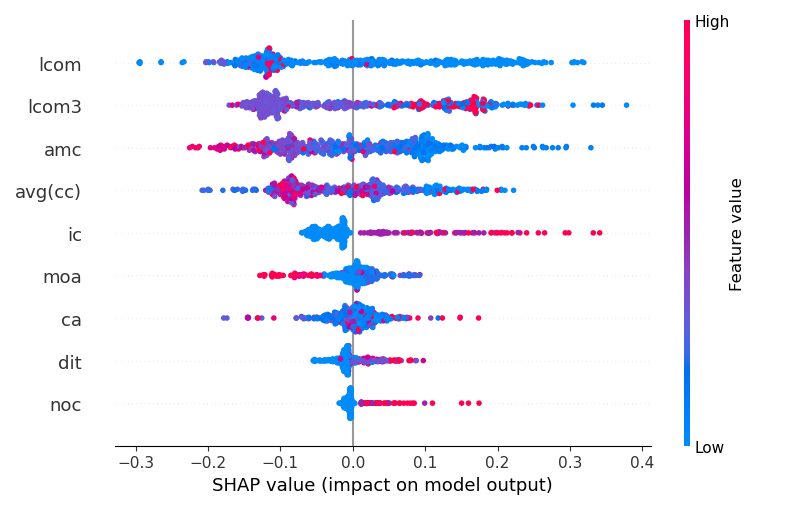 High
lcom
lcom3
amc
avg(cc)
ic
moa
ca
dit
noc
Feature value
Low
−0.3 −0.2 −0.1 0.0 0.1 0.2 0.3 0.4
SHAP value (impact on model output)